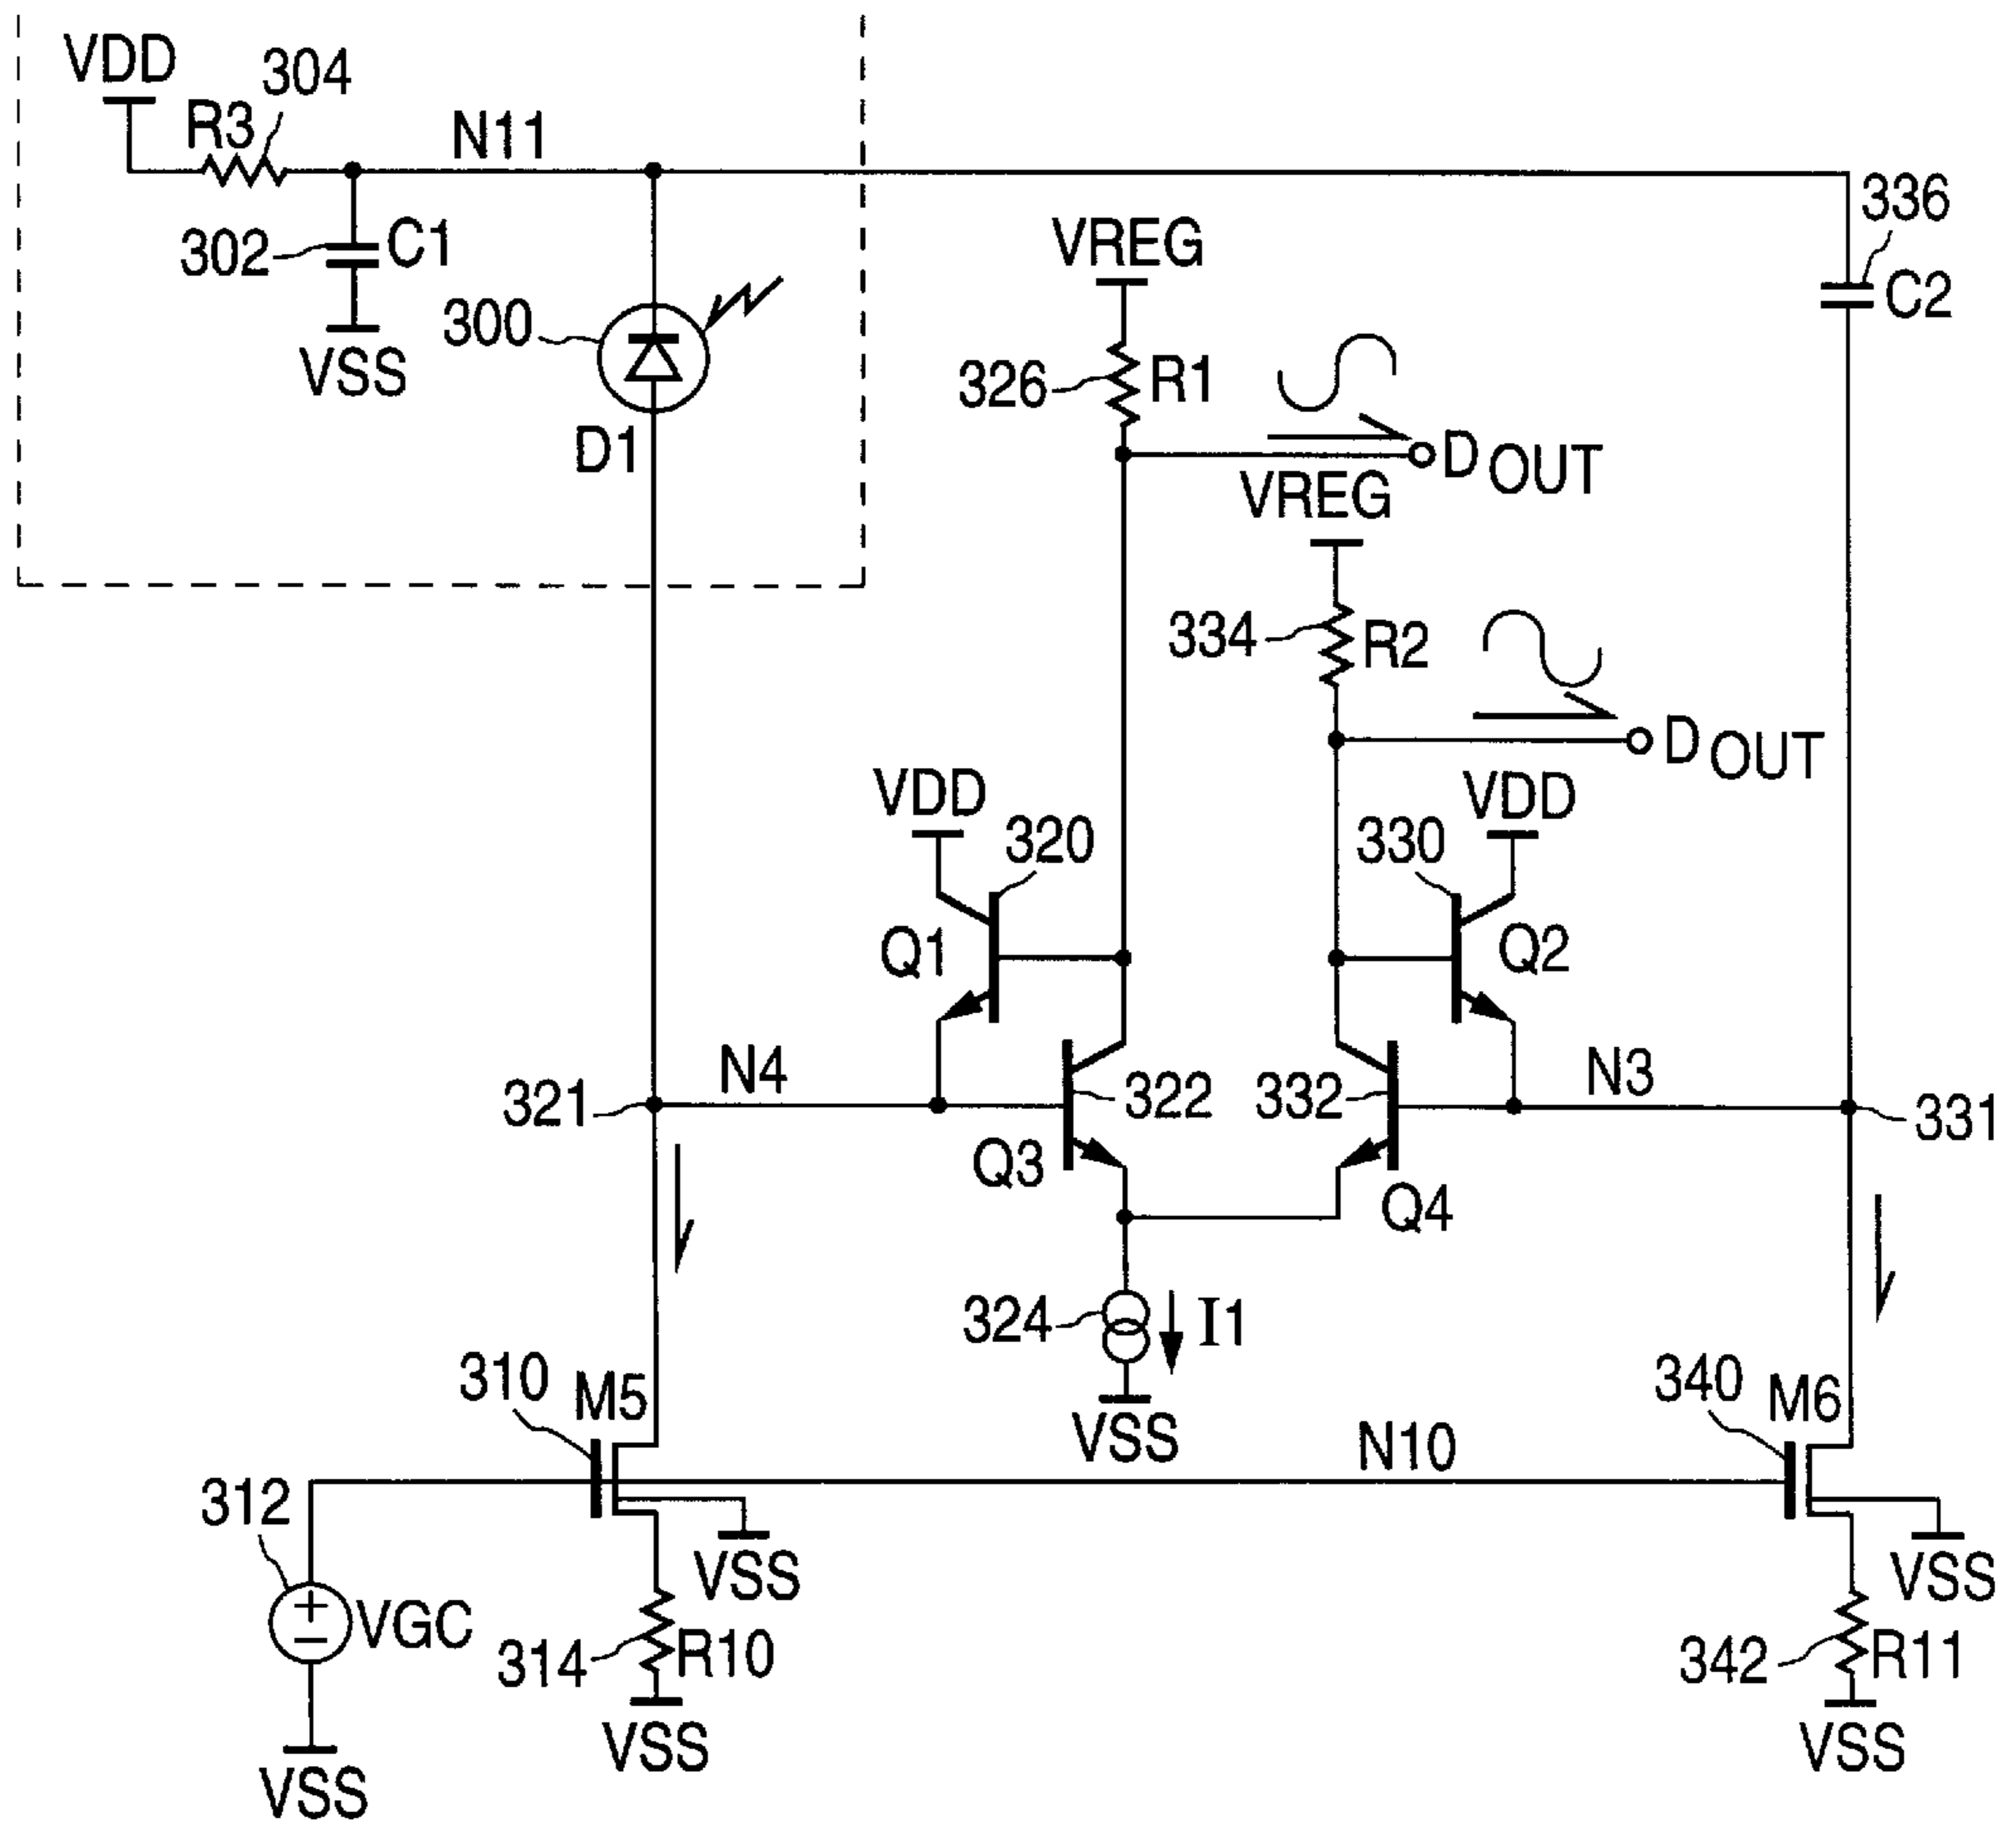 VDD
304
R3
N11
336
302
C1
VREG
C2
300
VSS
326
R1
D1
DOUT
VREG
334
R2
DOUT
VDD
320
VDD
330
Q1
Q2
N4
N3
321
322
332
331
Q3
Q4
324
I1
310
M5
340
M6
VSS
N10
312
VSS
VSS
VGC
314
R10
342
R11
VSS
VSS
VSS